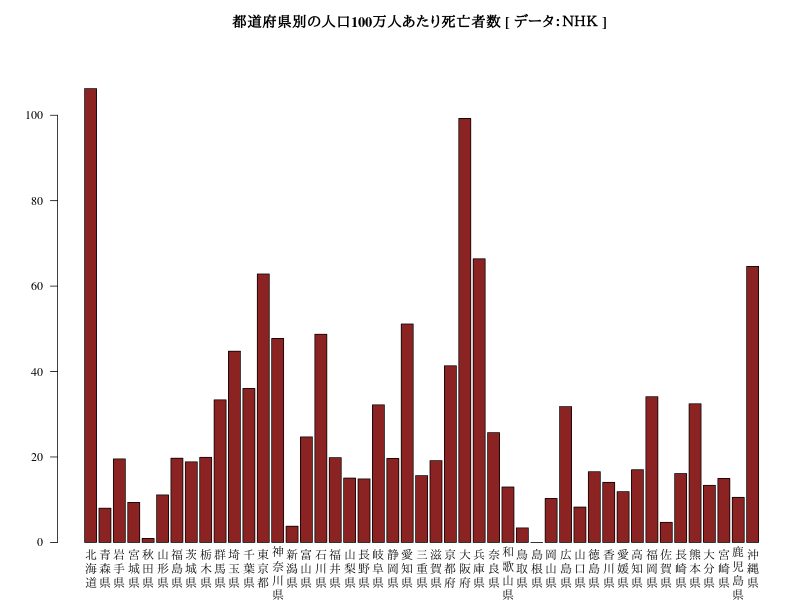 都道府県別の人口100万人あたり死亡者数 [ データ：NHK ]
100
80
60
40
20
0
北海道
青森県
岩手県
宮城県
秋田県
山形県
福島県
茨城県
栃木県
群馬県
埼玉県
千葉県
東京都
神奈川県
新潟県
富山県
石川県
福井県
山梨県
長野県
岐阜県
静岡県
愛知県
三重県
滋賀県
京都府
大阪府
兵庫県
奈良県
和歌山県
鳥取県
島根県
岡山県
広島県
山口県
徳島県
香川県
愛媛県
高知県
福岡県
佐賀県
長崎県
熊本県
大分県
宮崎県
鹿児島県
沖縄県